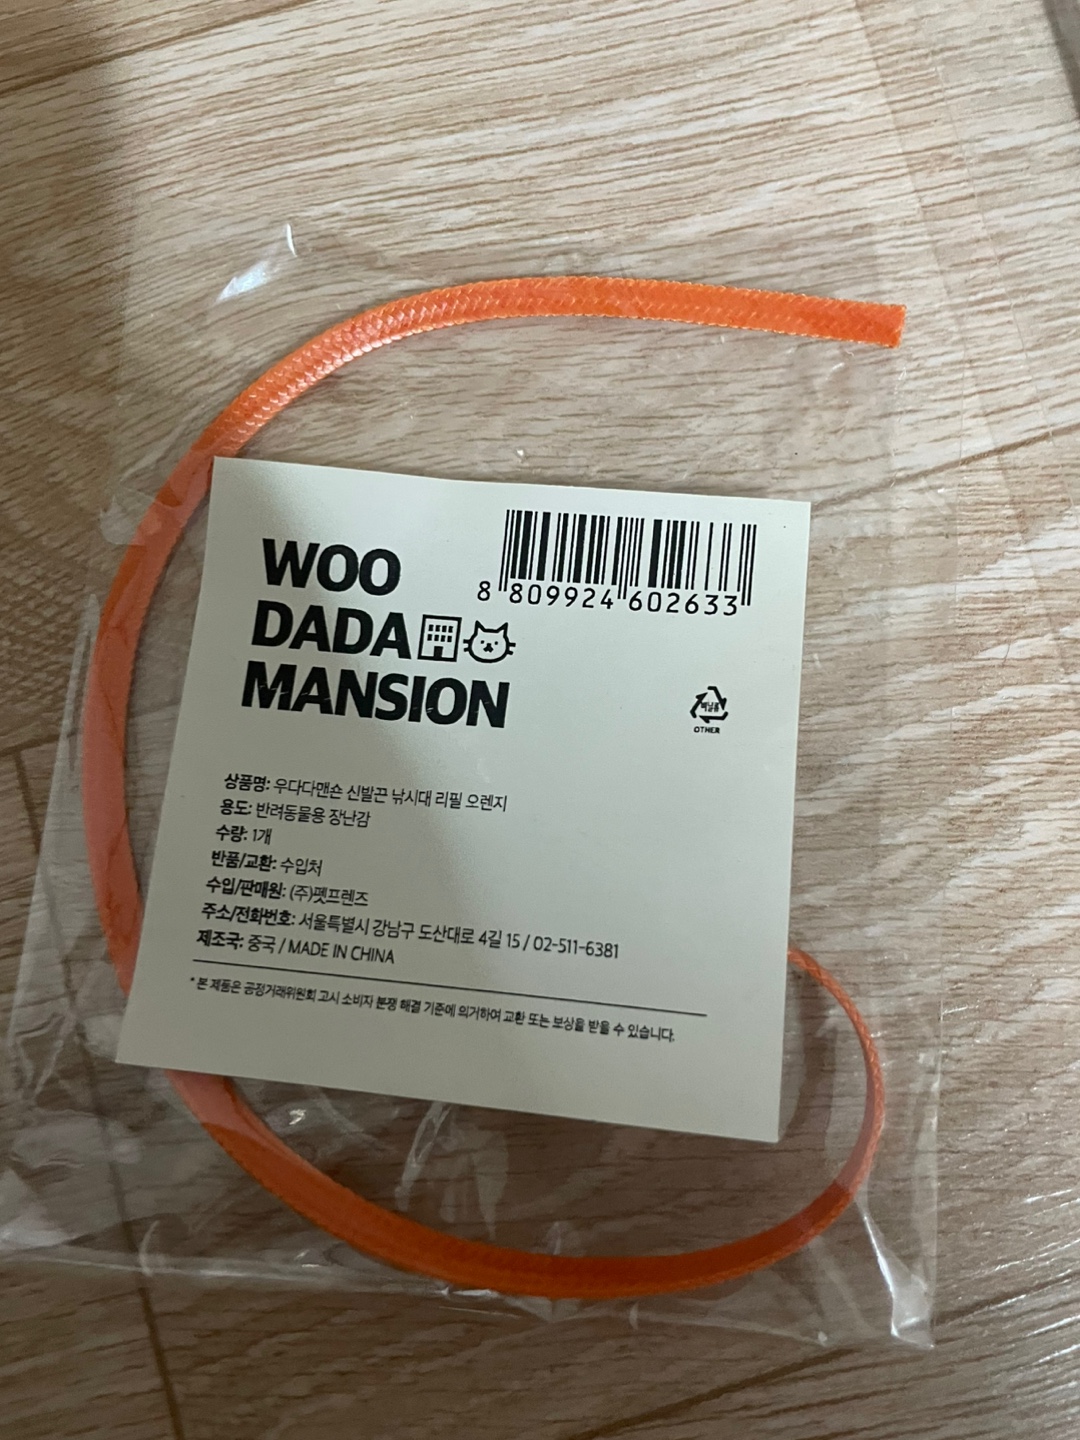 WOO
DADA
MANSION
8 809924 602633
비닐류
OTHER
상품명: 우다다맨숀 신발끈 낚시대 리필 오렌지
용도: 반려동물용 장난감
수량: 1개
반품/교환: 수입처
수입/판매원: (주)펫프렌즈
주소/전화번호: 서울특별시 강남구 도산대로 4길 15 / 02-511-6381
제조국: 중국 / MADE IN CHINA
* 본 제품은 공정거래위원회 고시 소비자 분쟁 해결 기준에 의거하여 교환 또는 보상을 받을 수 있습니다.